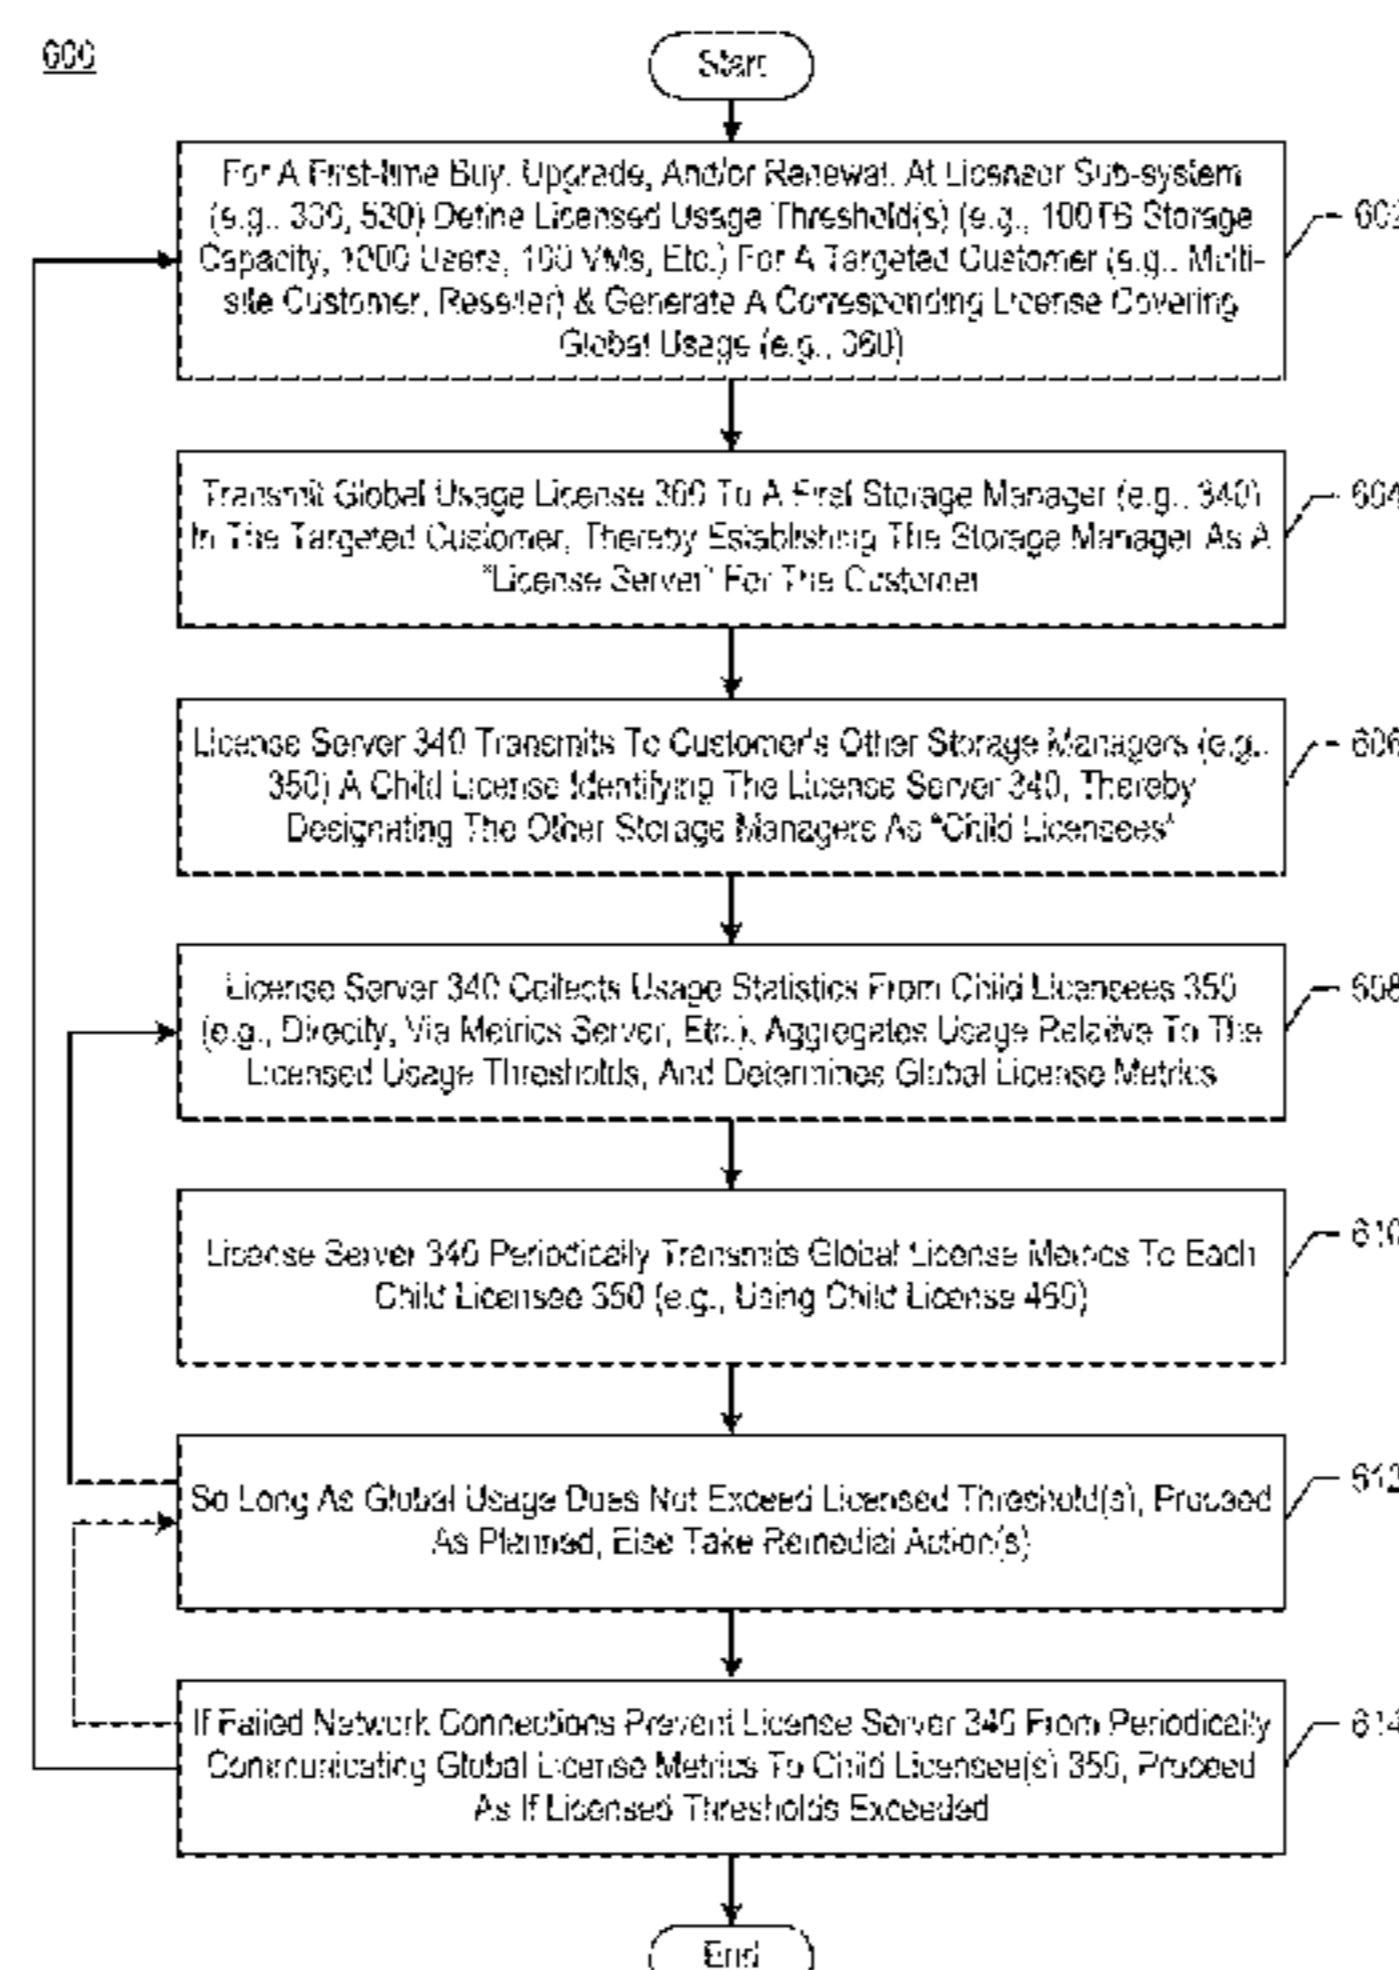 600
Start
For A First-time Buy, Upgrade, And/or Renewal, At Licensor Sub-system
(e.g., 330, 530) Define Licensed Usage Threshold(s) (e.g., 100TB Storage
Capacity, 1000 Users, 100 VMs, Etc.) For A Targeted Customer (e.g., Multi-
site Customer, Reseller) & Generate A Corresponding License Covering
Global Usage (e.g., 360)
602
Transmit Global Usage License 360 To A First Storage Manager (e.g., 340)
In The Targeted Customer, Thereby Establishing The Storage Manager As A
"License Server" For The Customer
604
License Server 340 Transmits To Customer's Other Storage Managers (e.g.,
350) A Child License Identifying The License Server 340, Thereby
Designating The Other Storage Managers As "Child Licensees"
606
License Server 340 Collects Usage Statistics From Child Licensees 350
(e.g., Directly, Via Metrics Server, Etc.), Aggregates Usage Relative To The
Licensed Usage Thresholds, And Determines Global License Metrics
608
License Server 340 Periodically Transmits Global License Metrics To Each
Child Licensee 350 (e.g., Using Child License 460)
610
So Long As Global Usage Does Not Exceed Licensed Threshold(s), Proceed
As Planned, Else Take Remedial Action(s)
612
If Failed Network Connections Prevent License Server 340 From Periodically
Communicating Global License Metrics To Child Licensee(s) 350, Proceed
As If Licensed Thresholds Exceeded
614
End